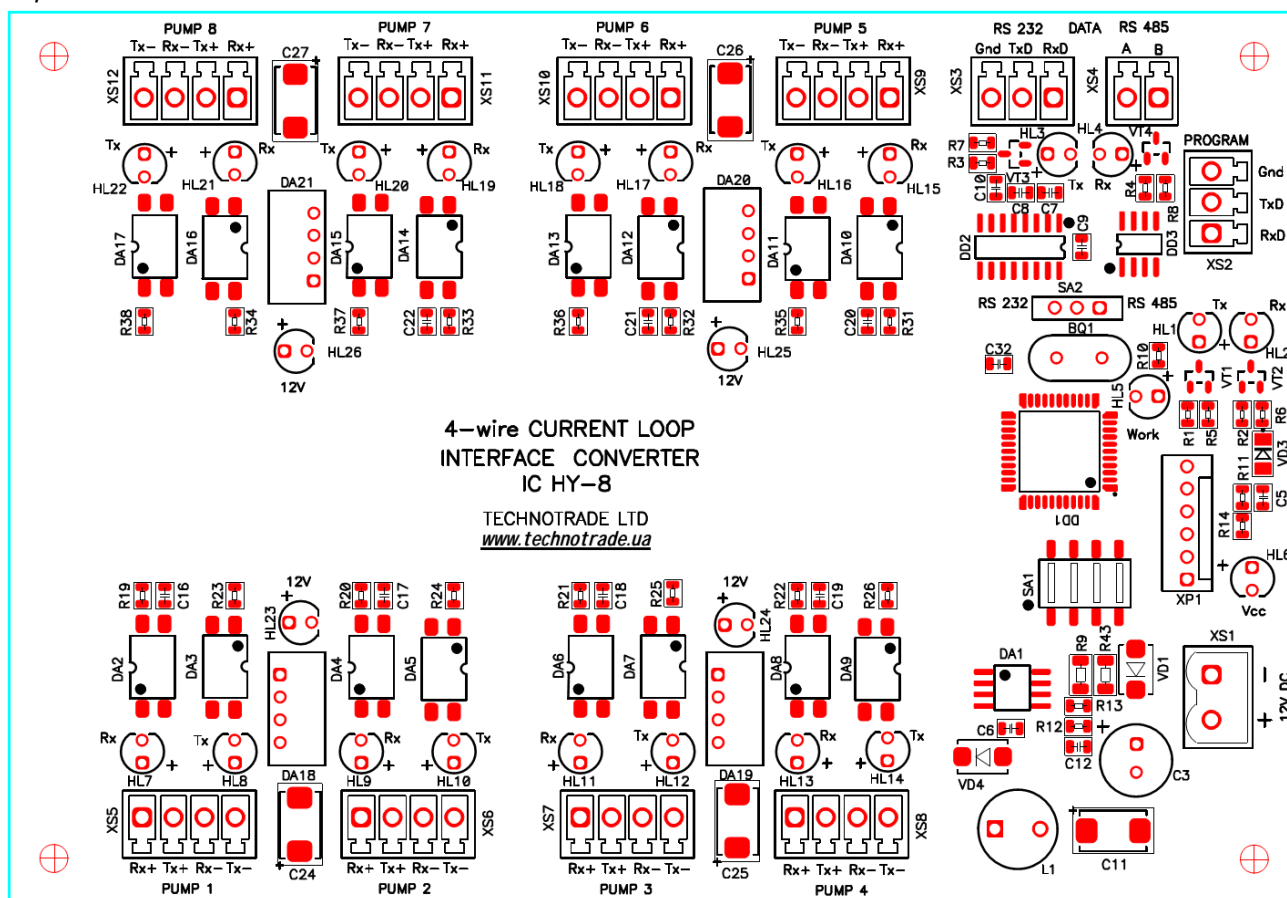 PUMP 8 PUMP 7 PUMP 6 PUMP 5 RS 232 DATA RS 485
Tx- Rx- Tx+ Rx+ C27 Tx- Rx- Tx+ Rx+ Tx- Rx- Tx+ Rx+ C26 Tx- Rx- Tx+ Rx+ Gnd TxD RxD A B
XS12 + XS11 XS10 + XS9 XS3 XS4
Tx + + Rx Tx + + Rx Tx + + Rx Tx + + Rx R7 HL3 HL4 VT4 PROGRAM
HL22 HL21 DA21 HL20 HL19 HL18 HL17 DA20 HL16 HL15 R3 VT3 + Tx Rx + Gnd
C10 C8 C7 R4 R8 TxD
DA17 DA16 DA15 DA14 DA13 DA12 DA11 DA10 DD2 C9 DD3 RxD
XS2
RS 232 SA2 RS 485
R38 R34 R37 C22 R33 R36 C21 R32 R35 C20 R31 BQ1 HL1 Tx + + Rx HL2
+ HL26 + HL25 C32 R10
12V 12V HL5 + VT1 VT2
Work R1 R5 R2 R6
4-wire CURRENT LOOP
INTERFACE CONVERTER
IC HY-8
TECHNOTRADE LTD
www.technotrade.ua
R11 VD3
R14 C5
DD1
SA1 XP1 + HL6
Vcc
R19 C16 R23 12V R20 C17 R24 R21 C18 R25 12V R22 C19 R26
HL23 + + HL24
DA2 DA3 DA4 DA5 DA6 DA7 DA8 DA9 DA1 R9 R43 VD1 XS1
R13 -
C6 R12 + + 12V DC
Rx + Tx + Rx + Tx + Rx + Tx + Rx + Tx + C12 C3
HL7 HL8 DA18 HL9 HL10 HL11 HL12 DA19 HL13 HL14 VD4
XS5 XS6 XS7 XS8 +
+ C24 + C25 L1 C11
Rx+ Tx+ Rx- Tx- Rx+ Tx+ Rx- Tx- Rx+ Tx+ Rx- Tx- Rx+ Tx+ Rx- Tx-
PUMP 1 PUMP 2 PUMP 3 PUMP 4